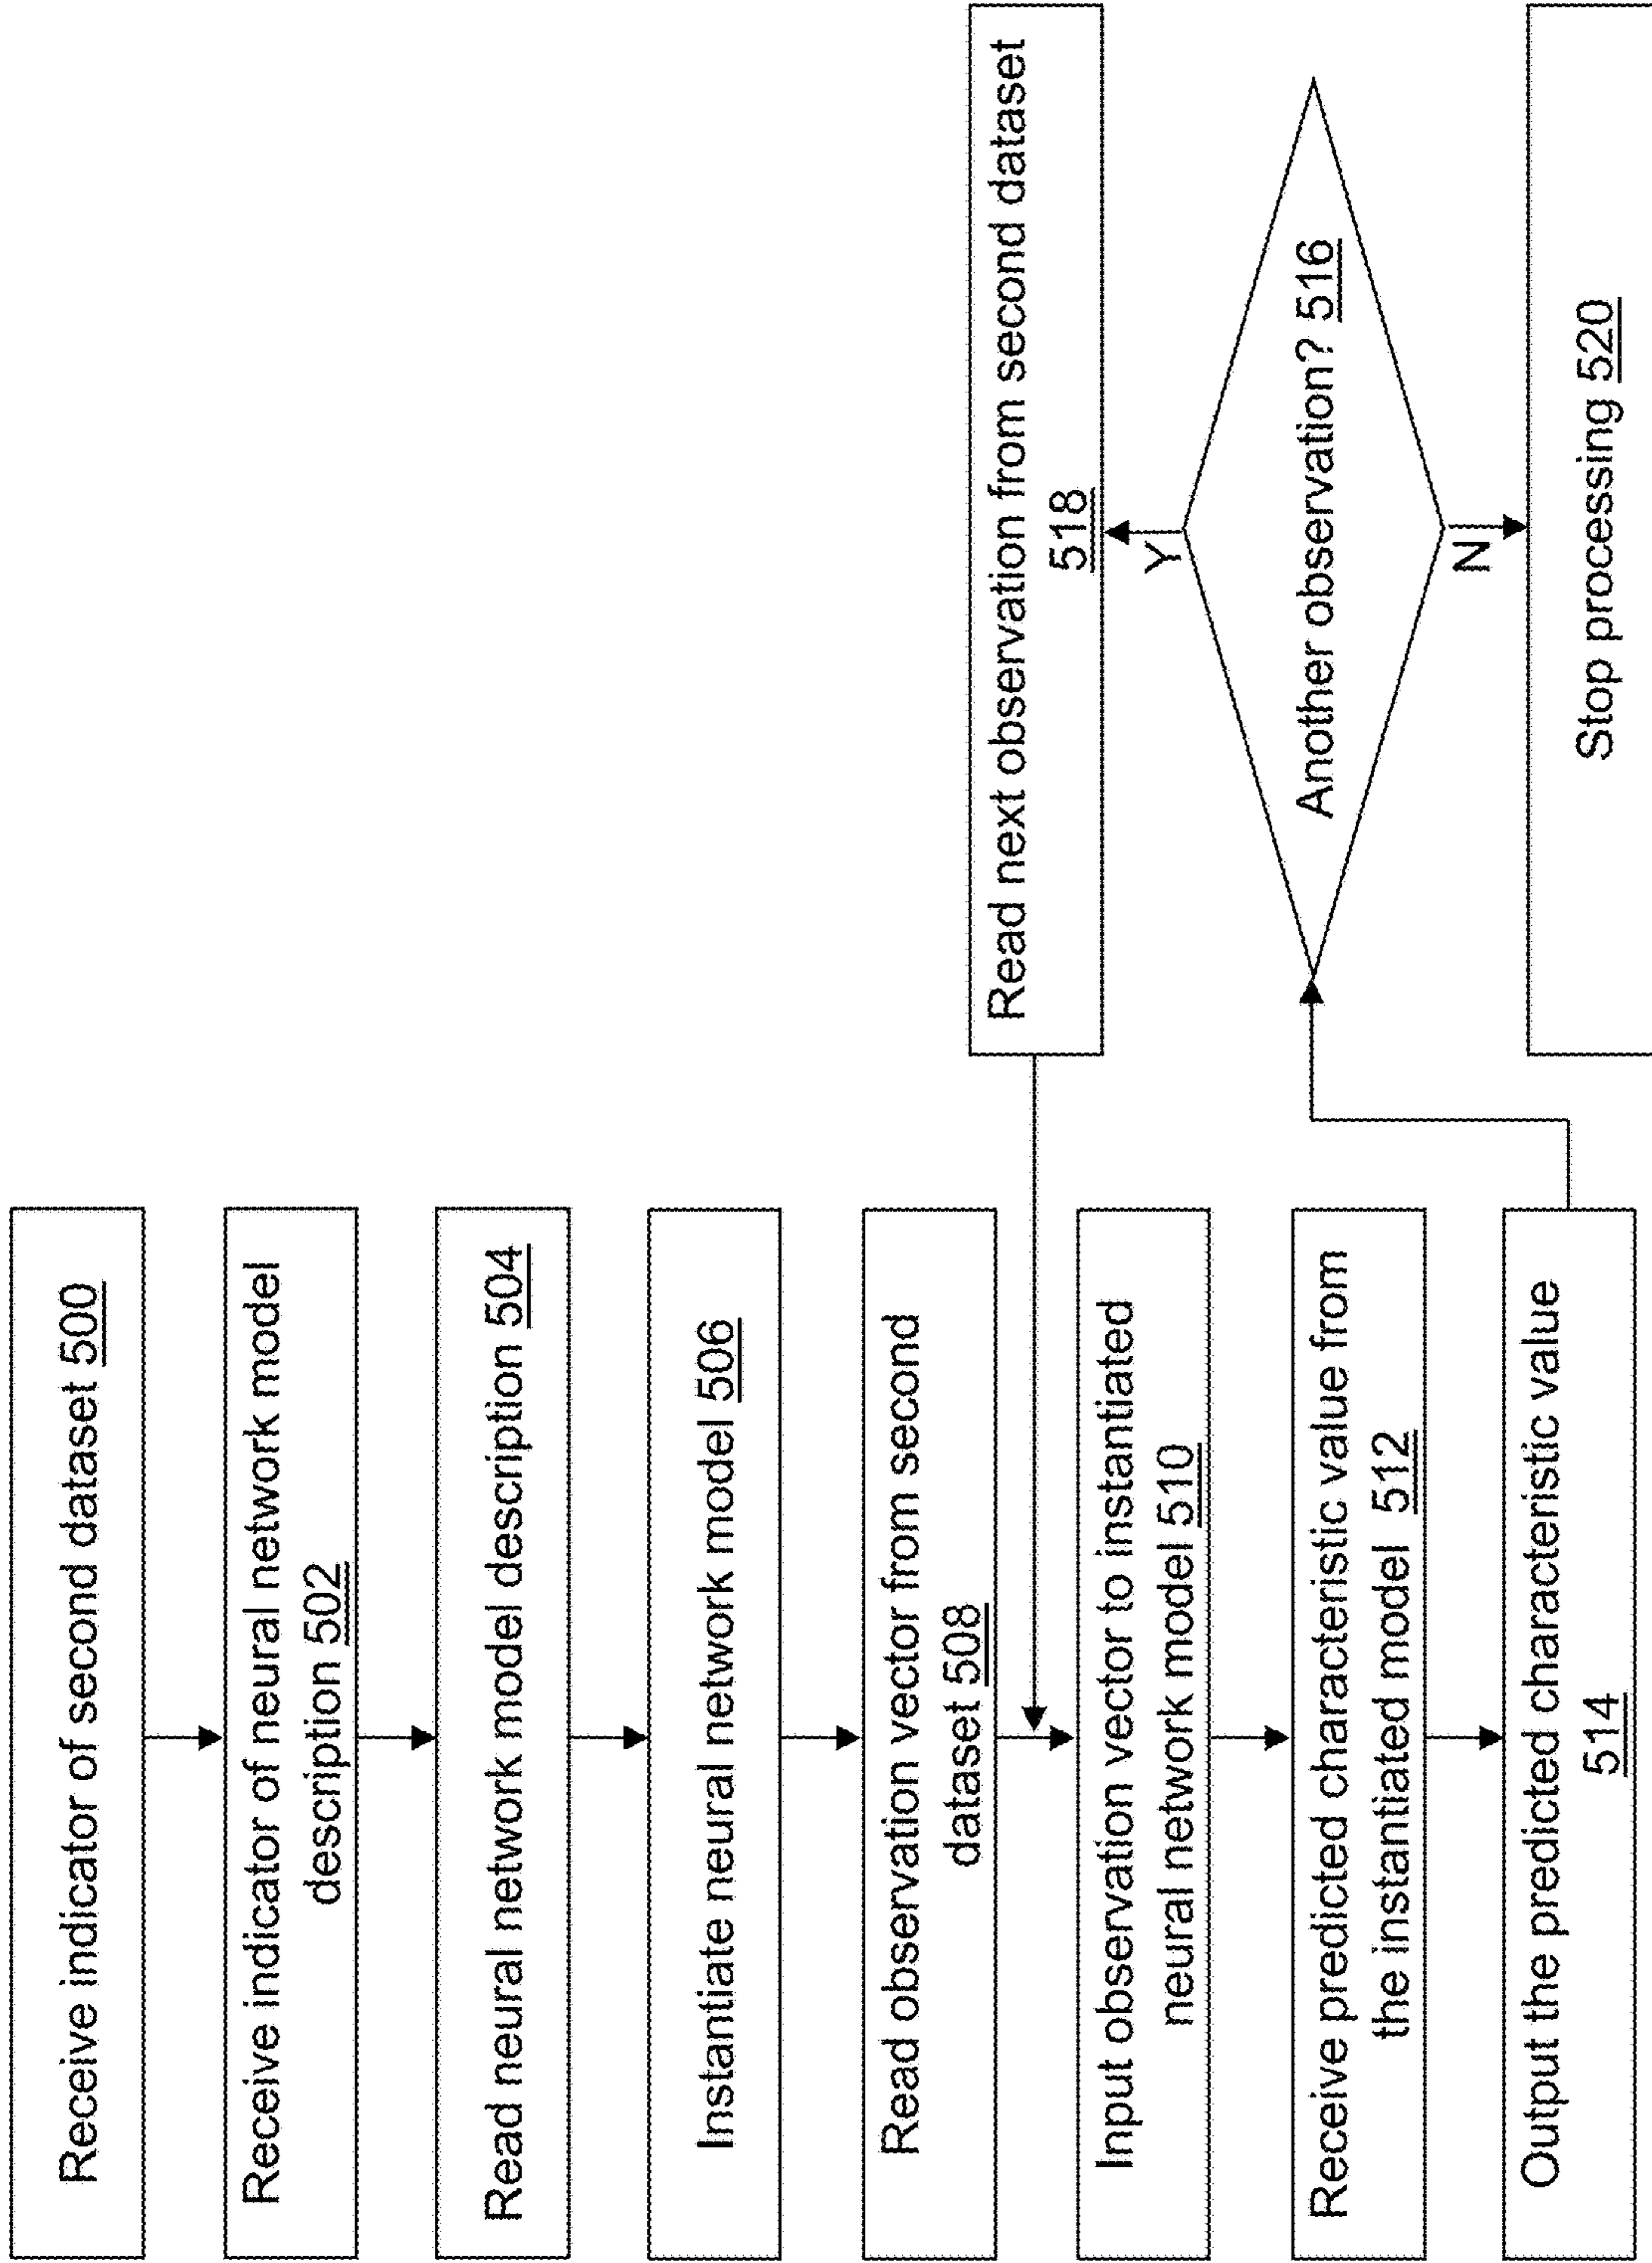 Receive indicator of second dataset 500
Receive indicator of neural network model
description 502
Read neural network model description 504
Instantiate neural network model 506
Read observation vector from second
dataset 508
Input observation vector to instantiated
neural network model 510
Receive predicted characteristic value from
the instantiated model 512
Output the predicted characteristic value
514
Read next observation from second dataset
518
Y
Another observation? 516
N
Stop processing 520